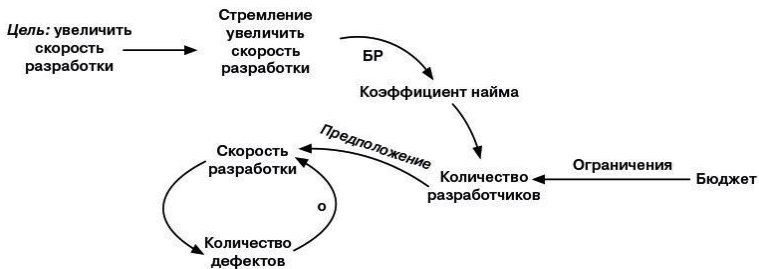 Цель: увеличить
скорость
разработки
Стремление
увеличить
скорость
разработки
БР
Коэффициент найма
Предположение
Скорость
разработки
Количество
разработчиков
Ограничения
Бюджет
о
Количество
дефектов